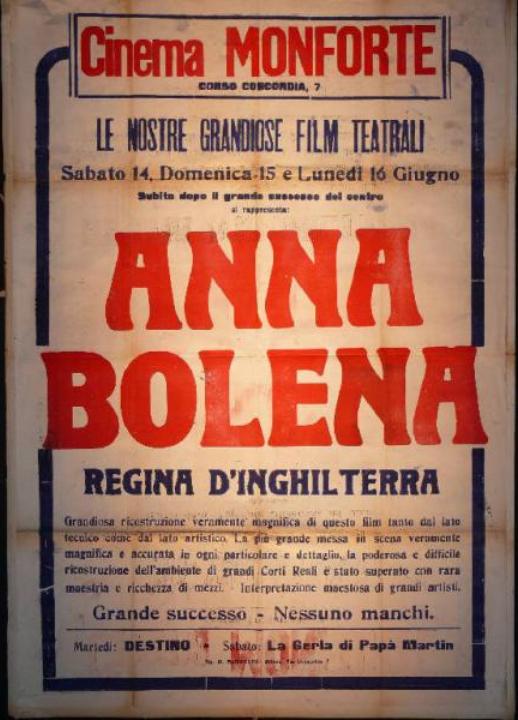 Cinema MONFORTE
CORSO CONCORDIA, 7
LE NOSTRE GRANDIOSE FILM TEATRALI
Sabato 14, Domenica 15 e Lunedì 16 Giugno
Subito dopo il grande successo del centro
si rappresenta:
ANNA
BOLENA
REGINA D'INGHILTERRA
Grandiosa ricostruzione veramente magnifica di questo film tanto dal lato
tecnico come dal lato artistico. La più grande messa in scena veramente
magnifica e accurata in ogni particolare e dettaglio, la poderosa e difficile
ricostruzione dell'ambiente di grandi Corti Reali è stato superato con rara
maestria e ricchezza di mezzi. - Interpretazione maestosa di grandi artisti.
Grande successo - Nessuno manchi.
Martedì: DESTINO • Sabato: La Gerla di Papà Martin